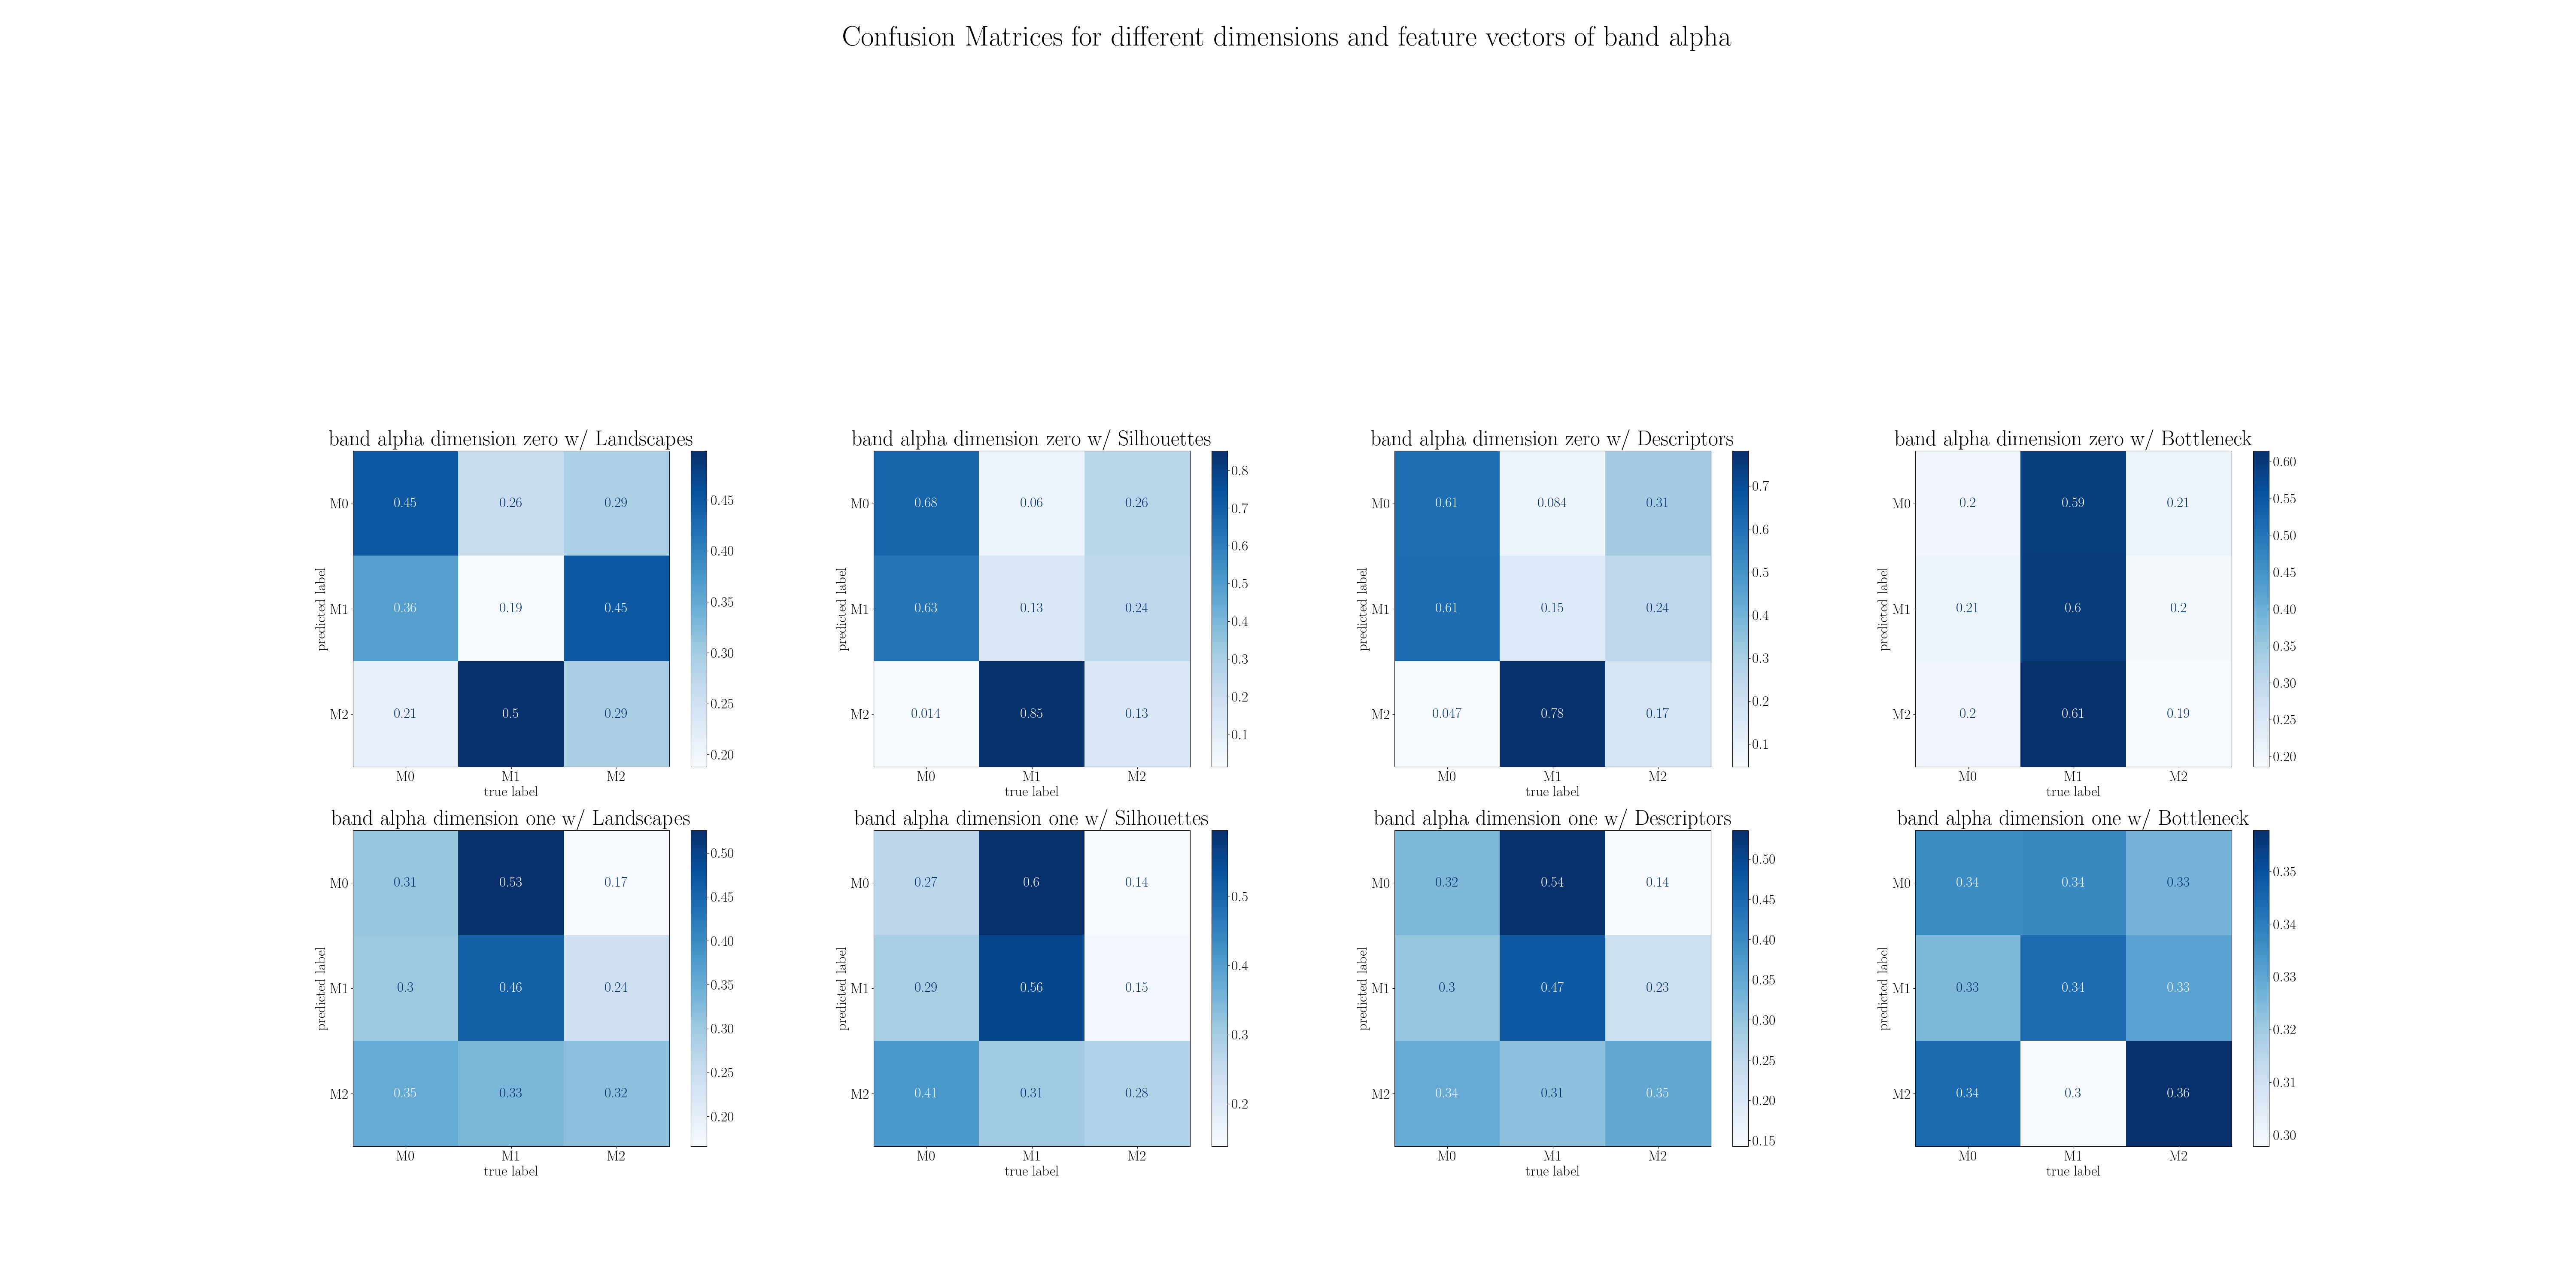 Confusion Matrices for different dimensions and feature vectors of band alpha
band alpha dimension zero w/ Landscapes
predicted label
M0
M1
M2
0.45 0.26 0.29
0.36 0.19 0.45
0.21 0.5 0.29
M0 M1 M2
true label
0.45
0.40
0.35
0.30
0.25
0.20
band alpha dimension zero w/ Silhouettes
predicted label
M0
M1
M2
0.68 0.06 0.26
0.63 0.13 0.24
0.014 0.85 0.13
M0 M1 M2
true label
0.8
0.7
0.6
0.5
0.4
0.3
0.2
0.1
band alpha dimension zero w/ Descriptors
predicted label
M0
M1
M2
0.61 0.084 0.31
0.61 0.15 0.24
0.047 0.78 0.17
M0 M1 M2
true label
0.7
0.6
0.5
0.4
0.3
0.2
0.1
band alpha dimension zero w/ Bottleneck
predicted label
M0
M1
M2
0.2 0.59 0.21
0.21 0.6 0.2
0.2 0.61 0.19
M0 M1 M2
true label
0.60
0.55
0.50
0.45
0.40
0.35
0.30
0.25
0.20
band alpha dimension one w/ Landscapes
predicted label
M0
M1
M2
0.31 0.53 0.17
0.3 0.46 0.24
0.35 0.33 0.32
M0 M1 M2
true label
0.50
0.45
0.40
0.35
0.30
0.25
0.20
band alpha dimension one w/ Silhouettes
predicted label
M0
M1
M2
0.27 0.6 0.14
0.29 0.56 0.15
0.41 0.31 0.28
M0 M1 M2
true label
0.5
0.4
0.3
0.2
band alpha dimension one w/ Descriptors
predicted label
M0
M1
M2
0.32 0.54 0.14
0.3 0.47 0.23
0.34 0.31 0.35
M0 M1 M2
true label
0.50
0.45
0.40
0.35
0.30
0.25
0.20
0.15
band alpha dimension one w/ Bottleneck
predicted label
M0
M1
M2
0.34 0.34 0.33
0.33 0.34 0.33
0.34 0.3 0.36
M0 M1 M2
true label
0.35
0.34
0.33
0.32
0.31
0.30